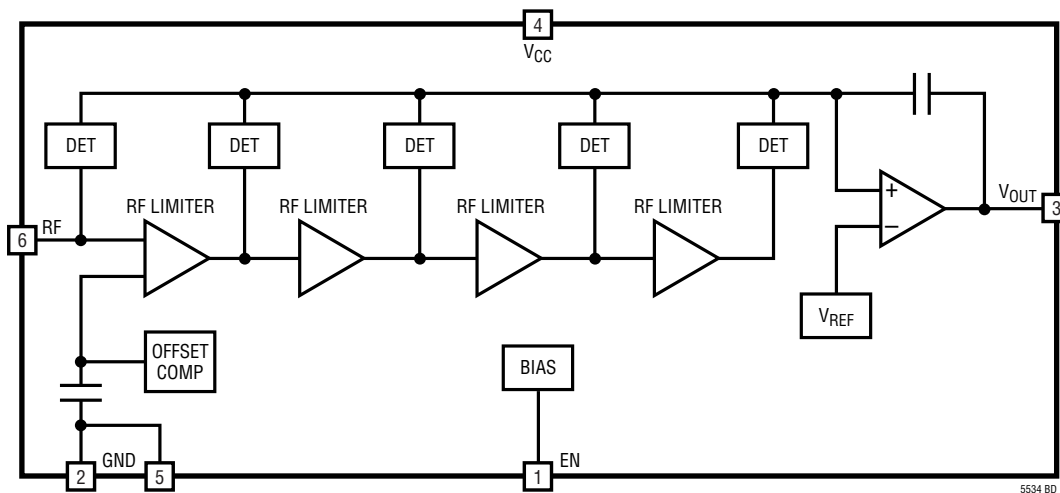 4
VCC
DET
DET
DET
DET
DET
RF LIMITER
RF LIMITER
RF LIMITER
RF LIMITER
6
RF
+
−
VOUT
3
VREF
OFFSET
COMP
BIAS
2
GND
5
1
EN
5534 BD